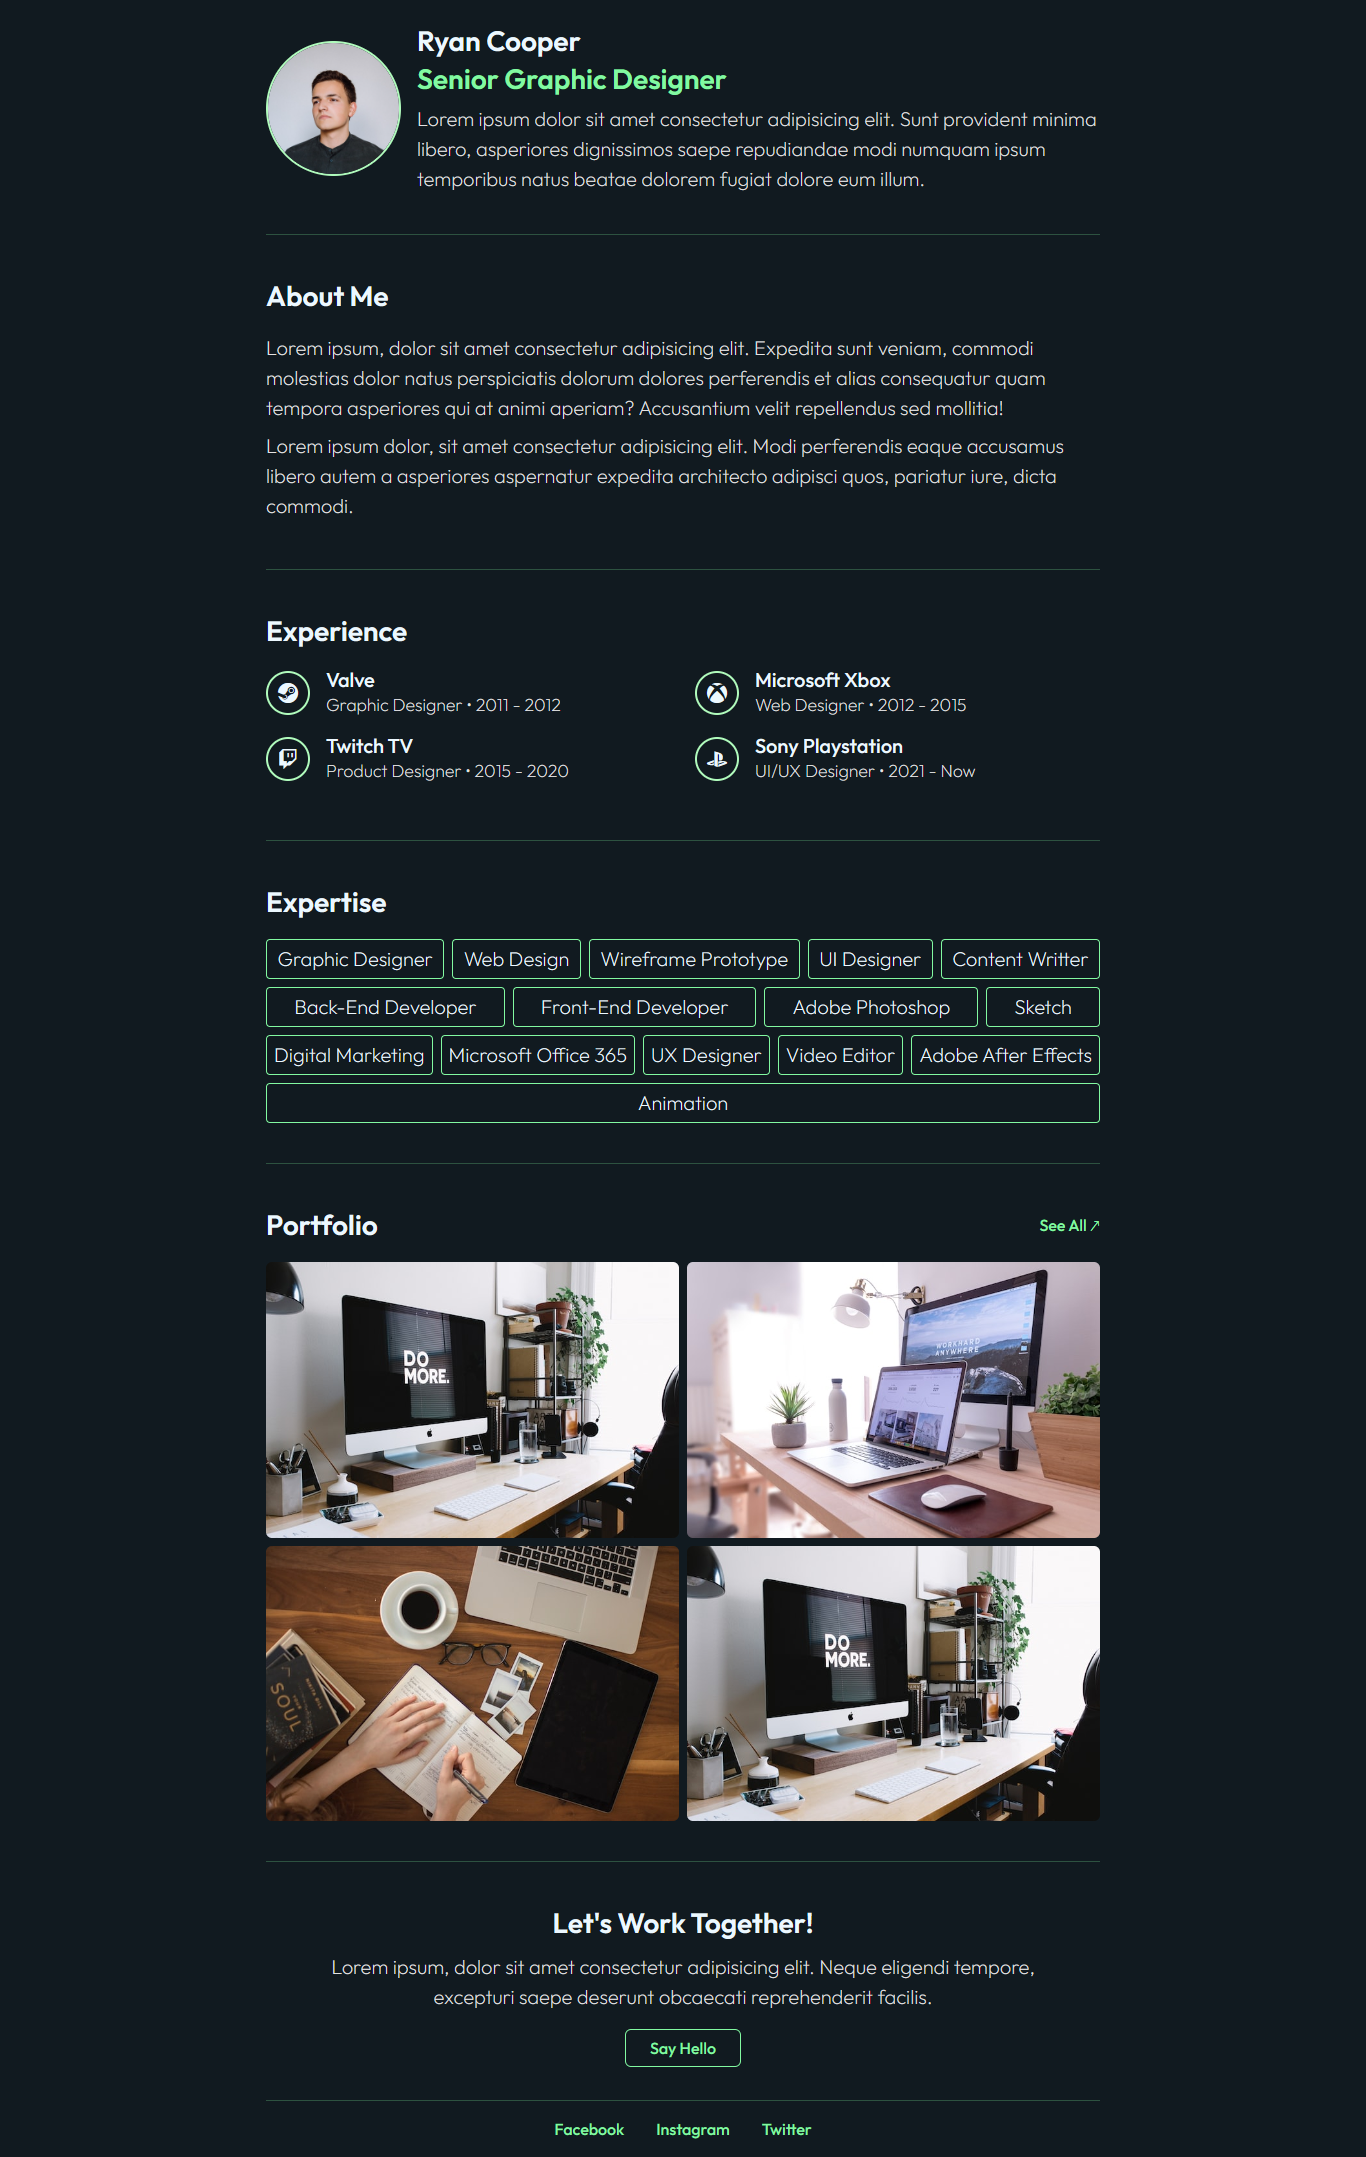 Ryan Cooper
Senior Graphic Designer
Lorem ipsum dolor sit amet consectetur adipisicing elit. Sunt provident minima
libero, asperiores dignissimos saepe repudiandae modi numquam ipsum
temporibus natus beatae dolorem fugiat dolore eum illum.
About Me
Lorem ipsum, dolor sit amet consectetur adipisicing elit. Expedita sunt veniam, commodi
molestias dolor natus perspiciatis dolorum dolores perferendis et alias consequatur quam
tempora asperiores qui at animi aperiam? Accusantium velit repellendus sed mollitia!
Lorem ipsum dolor, sit amet consectetur adipisicing elit. Modi perferendis eaque accusamus
libero autem a asperiores aspernatur expedita architecto adipisci quos, pariatur iure, dicta
commodi.
Experience
Valve
Graphic Designer • 2011 - 2012
Microsoft Xbox
Web Designer • 2012 - 2015
Twitch TV
Product Designer • 2015 - 2020
Sony Playstation
UI/UX Designer • 2021 - Now
Expertise
Graphic Designer Web Design Wireframe Prototype UI Designer Content Writter
Back-End Developer Front-End Developer Adobe Photoshop Sketch
Digital Marketing Microsoft Office 365 UX Designer Video Editor Adobe After Effects
Animation
Portfolio See All ↗
DO
MORE.
WORKHARD
ANYWHERE
SOUL
DO
MORE.
Let's Work Together!
Lorem ipsum, dolor sit amet consectetur adipisicing elit. Neque eligendi tempore,
excepturi saepe deserunt obcaecati reprehenderit facilis.
Say Hello
Facebook Instagram Twitter